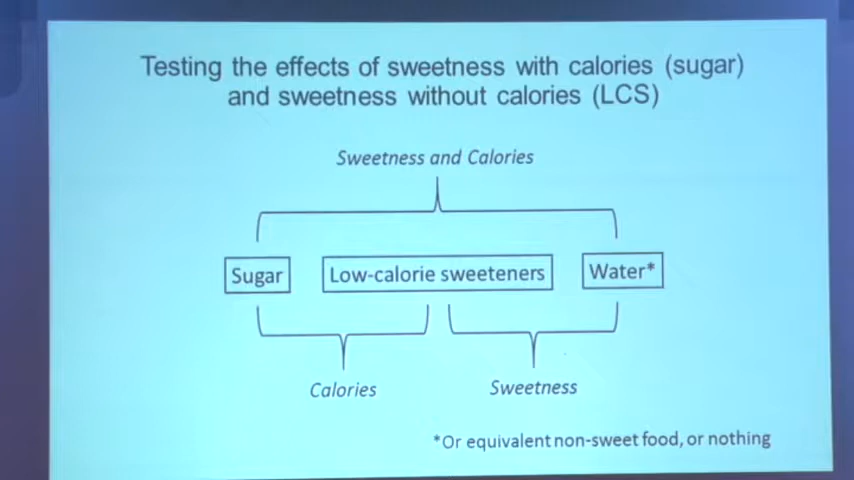 Testing the effects of sweetness with calories (sugar)
and sweetness without calories (LCS)
Sweetness and Calories
Sugar
Low-calorie sweeteners
Water*
Calories
Sweetness
*Or equivalent non-sweet food, or nothing